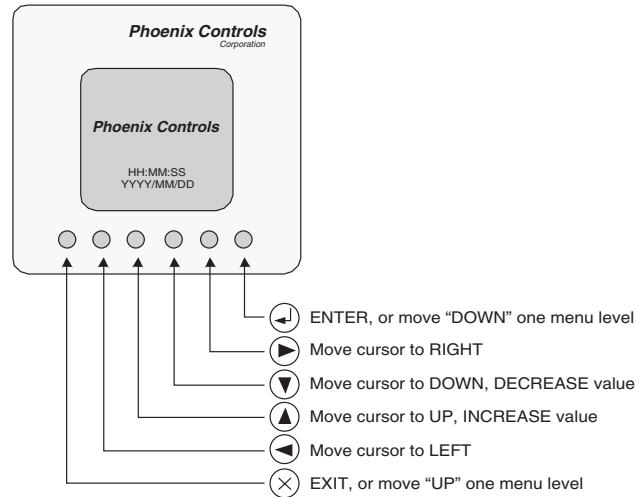 Phoenix Controls
Corporation
Phoenix Controls
HH:MM:SS
YYYY/MM/DD
ENTER, or move “DOWN” one menu level
Move cursor to RIGHT
Move cursor to DOWN, DECREASE value
Move cursor to UP, INCREASE value
Move cursor to LEFT
EXIT, or move “UP” one menu level